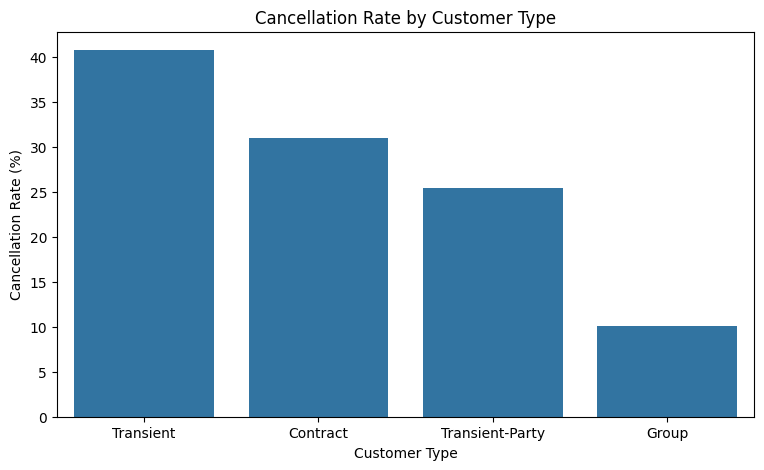 Cancellation Rate by Customer Type
Cancellation Rate (%)
40
35
30
25
20
15
10
5
0
Transient Contract Transient-Party Group
Customer Type